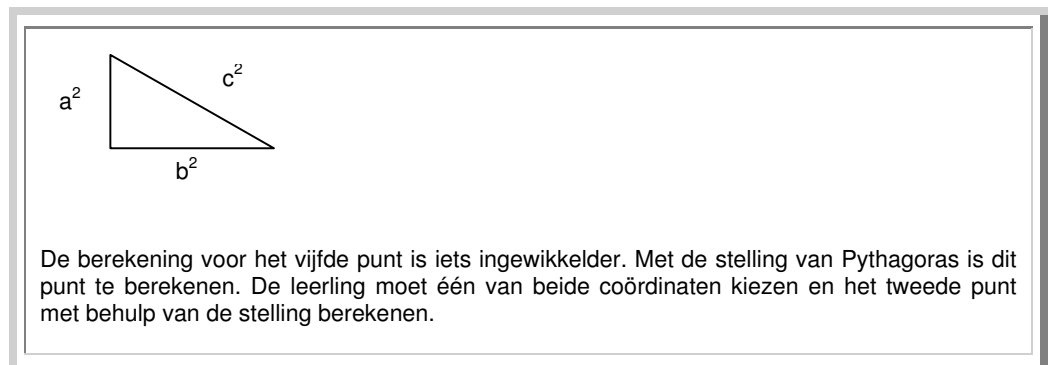 c²
a²
b²
De berekening voor het vijfde punt is iets ingewikkelder. Met de stelling van Pythagoras is dit
punt te berekenen. De leerling moet één van beide coördinaten kiezen en het tweede punt
met behulp van de stelling berekenen.